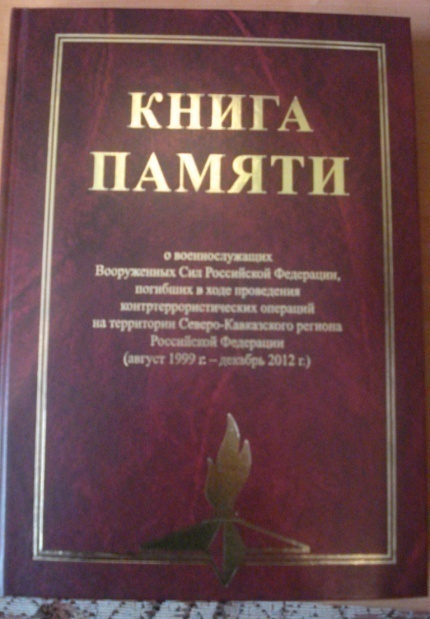 КНИГА
ПАМЯТИ
о военнослужащих
Вооруженных Сил Российской Федерации,
погибших в ходе проведения
контртеррористических операций
на территории Северо-Кавказского региона
Российской Федерации
(август 1999 г. – декабрь 2012 г.)